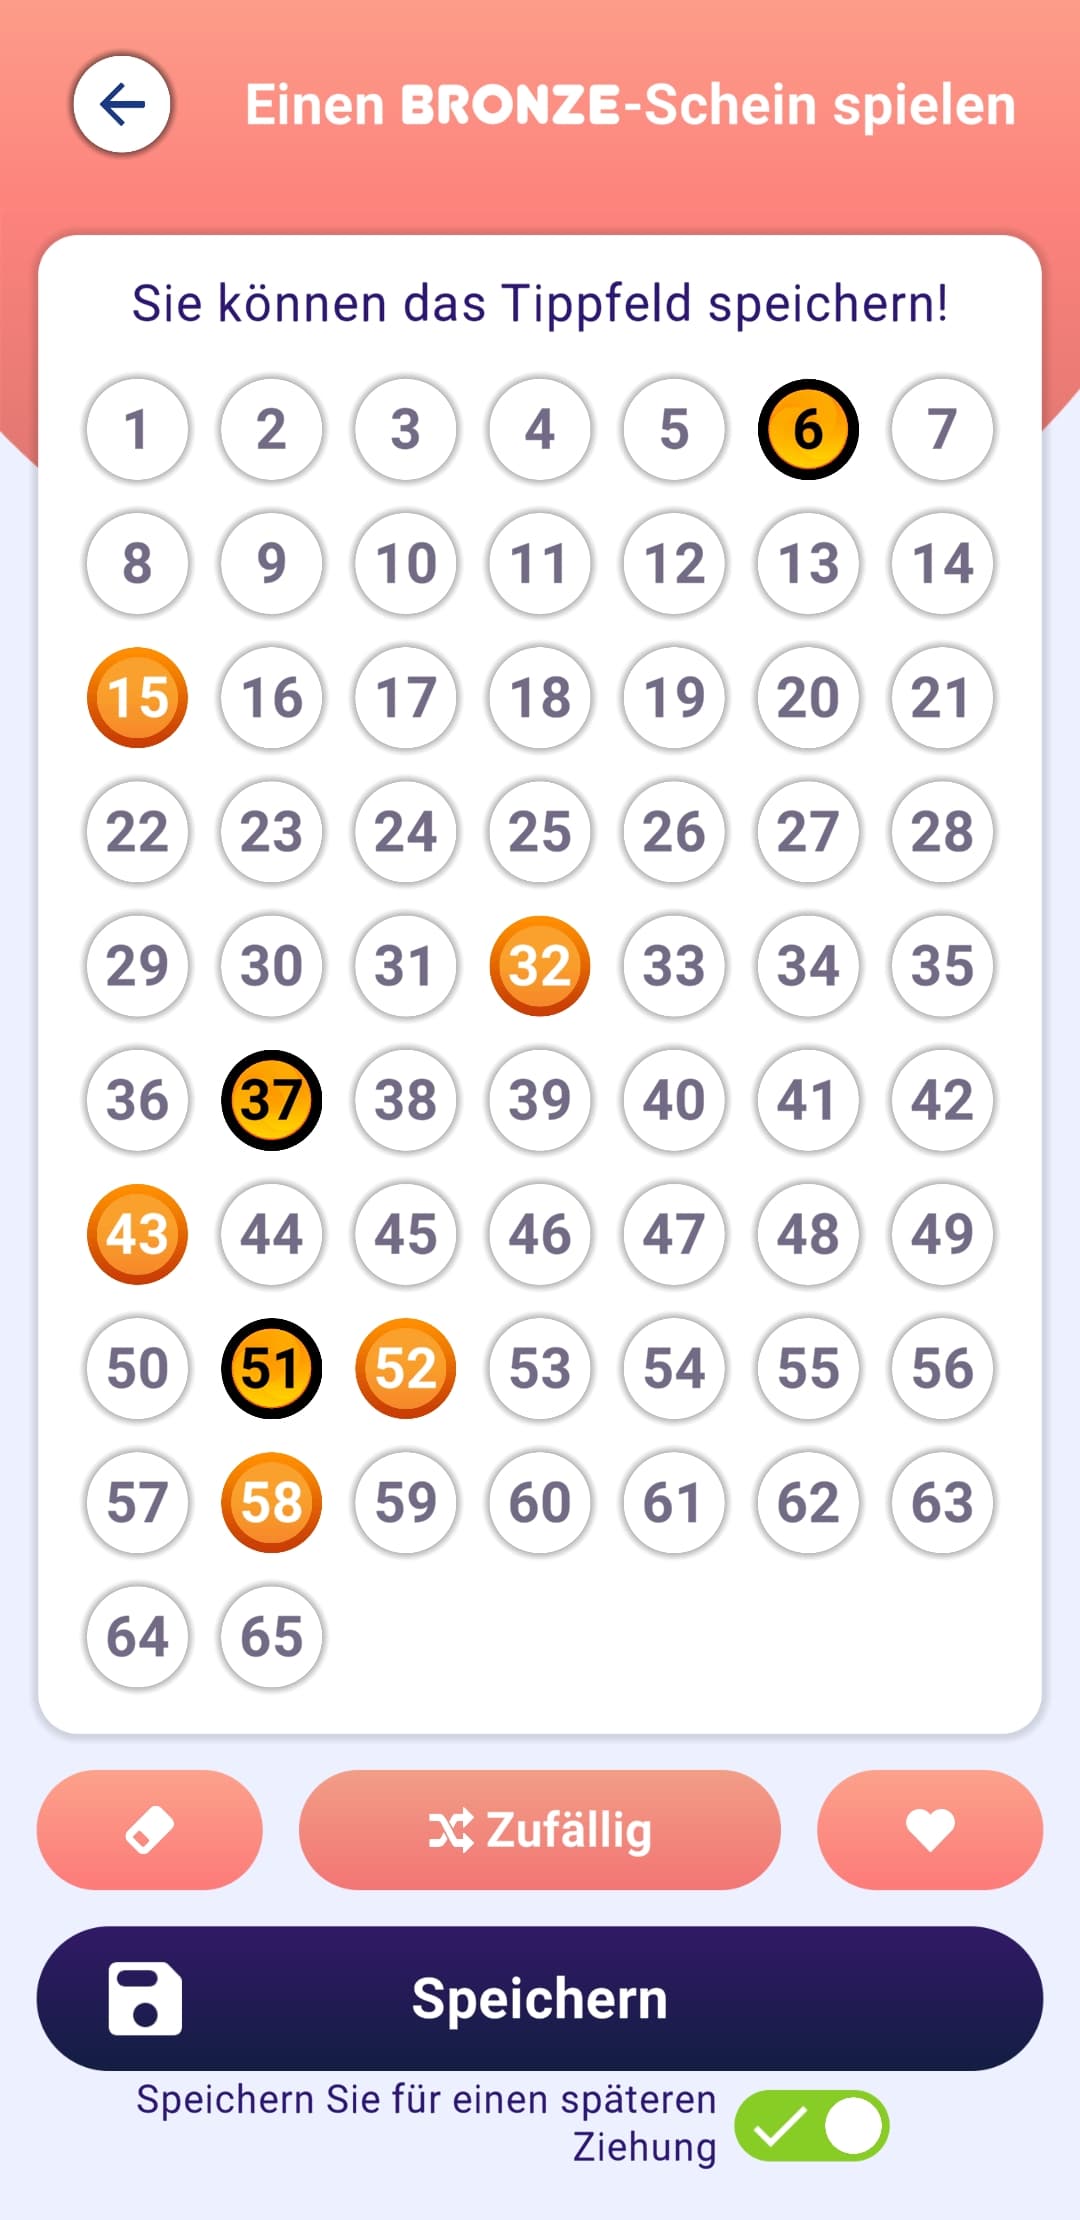 Einen BRONZE-Schein spielen
Sie können das Tippfeld speichern!
1 2 3 4 5 6 7
8 9 10 11 12 13 14
15 16 17 18 19 20 21
22 23 24 25 26 27 28
29 30 31 32 33 34 35
36 37 38 39 40 41 42
43 44 45 46 47 48 49
50 51 52 53 54 55 56
57 58 59 60 61 62 63
64 65
Zufällig
Speichern
Speichern Sie für einen späteren
Ziehung